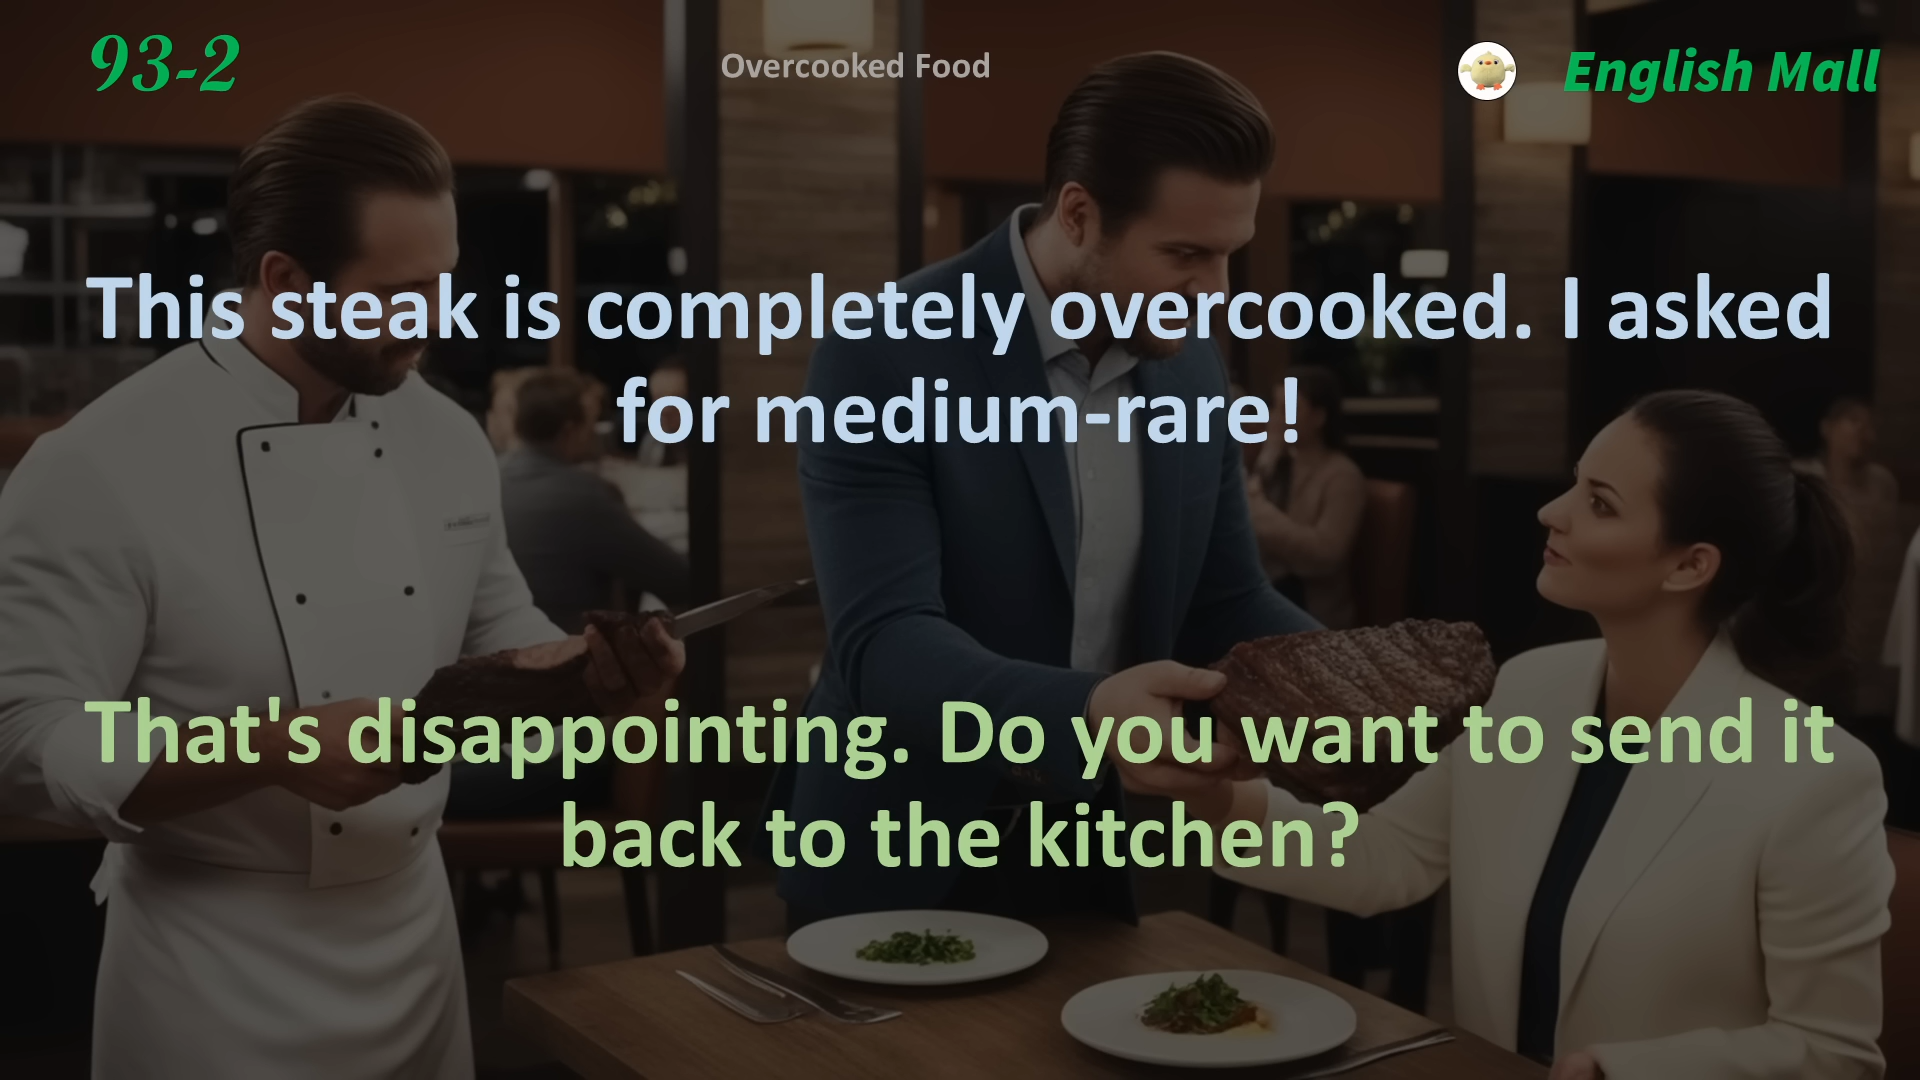 93-2
Overcooked Food
English Mall
This steak is completely overcooked. I asked
for medium-rare!
That's disappointing. Do you want to send it
back to the kitchen?